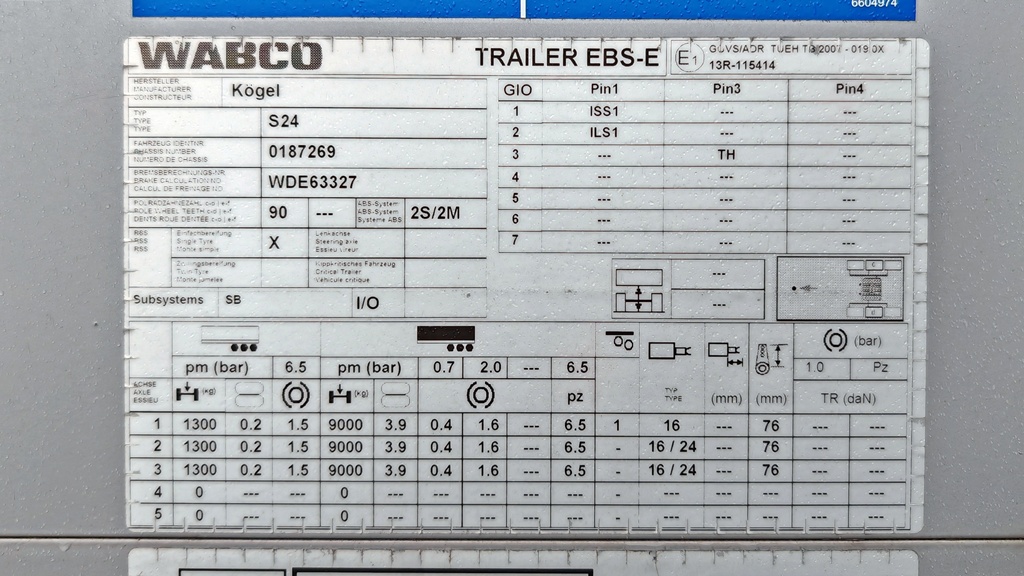 6604974
WABCO TRAILER EBS-E E1 GGVS/ADR TUEH TB 2007 - 019.0X
13R-115414
HERSTELLER
MANUFACTURER
CONSTRUCTEUR
Kögel
TYP
TYPE
TYPE
S24
FAHRZEUG IDENTNR.
CHASSIS NUMBER
NUMERO DE CHASSIS
0187269
BREMSBERECHNUNGS-NR.
BRAKE CALCULATION NO
CALCUL DE FREINAGE NO.
WDE63327
POLRADZAHNEZAHL c-d | e-f
POLE WHEEL TEETH c-d | e-f
DENTS ROUE DENTÉE c-d | e-f
90 ---
ABS-System
ABS-System
Systeme ABS
2S/2M
RSS
RSS
RSS
Einfachbereifung
Single Tyre
Monte simple
X
Lenkachse
Steering axle
Essieu vireur
Zwillingsbereifung
Twin Tyre
Monte jumelée
Kippkritisches Fahrzeug
Critical Trailer
Véhicule critique
Subsystems SB I/O
GIO Pin1 Pin3 Pin4
1 ISS1 --- ---
2 ILS1 --- ---
3 --- TH ---
4 --- --- ---
5 --- --- ---
6 --- --- ---
7 --- --- ---
---
---
c
d
(bar)
pm (bar) 6.5 pm (bar) 0.7 2.0 --- 6.5 1.0 Pz
ACHSE
AXLE
ESSIEU
(kg) (kg) pz
TYP
TYPE
(mm) (mm) TR (daN)
1 1300 0.2 1.5 9000 3.9 0.4 1.6 --- 6.5 1 16 --- 76 --- ---
2 1300 0.2 1.5 9000 3.9 0.4 1.6 --- 6.5 - 16 / 24 --- 76 --- ---
3 1300 0.2 1.5 9000 3.9 0.4 1.6 --- 6.5 - 16 / 24 --- 76 --- ---
4 0 --- --- 0 --- --- --- --- --- - --- --- --- --- ---
5 0 --- --- 0 --- --- --- --- --- - --- --- --- --- ---